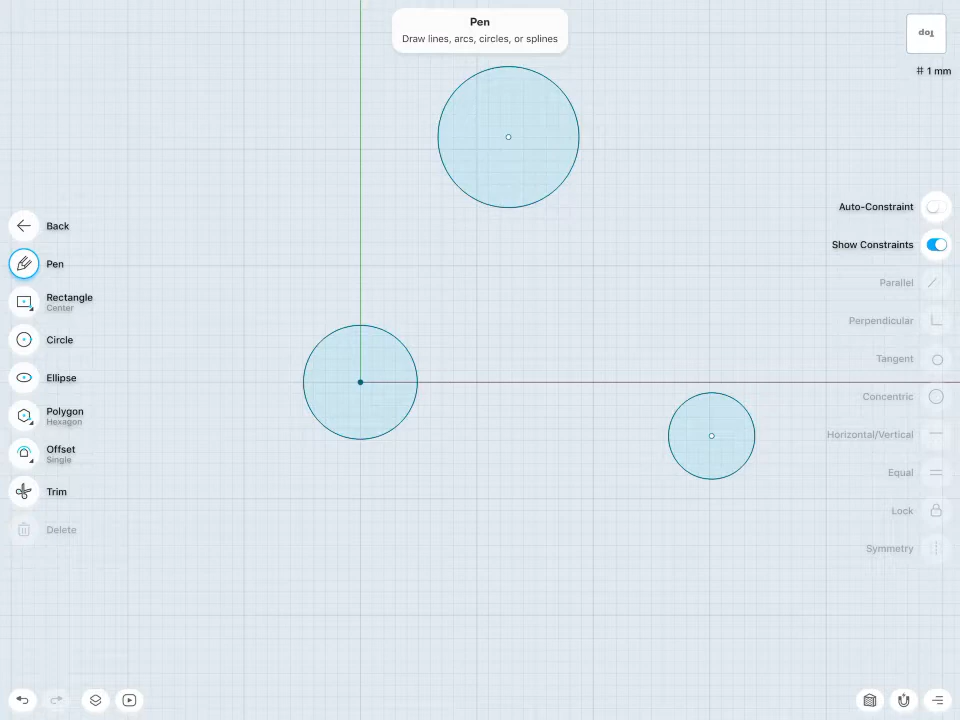 Pen
Draw lines, arcs, circles, or splines
Top
# 1 mm
Auto-Constraint
Show Constraints
Parallel
Perpendicular
Tangent
Concentric
Horizontal/Vertical
Equal
Lock
Symmetry
Back
Pen
Rectangle
Center
Circle
Ellipse
Polygon
Hexagon
Offset
Single
Trim
Delete